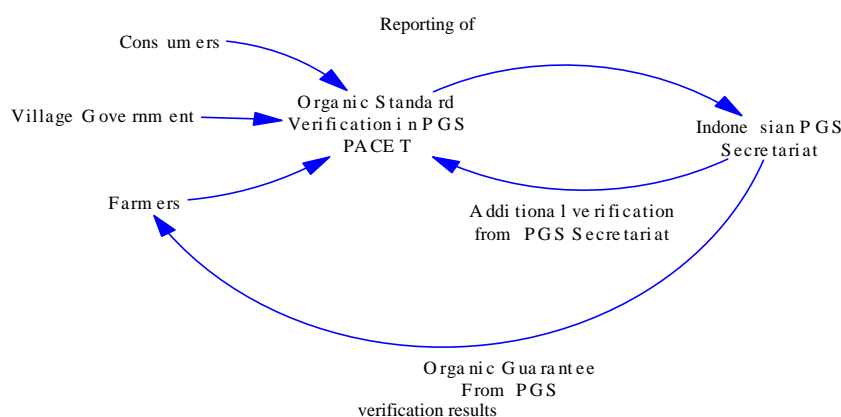 Reporting of
Consumers
Village Government
Organic Standard
Verification in PGS
PACET
Indonesian PGS
Secretariat
Farmers
Additional verification
from PGS Secretariat
Organic Guarantee
From PGS
verification results